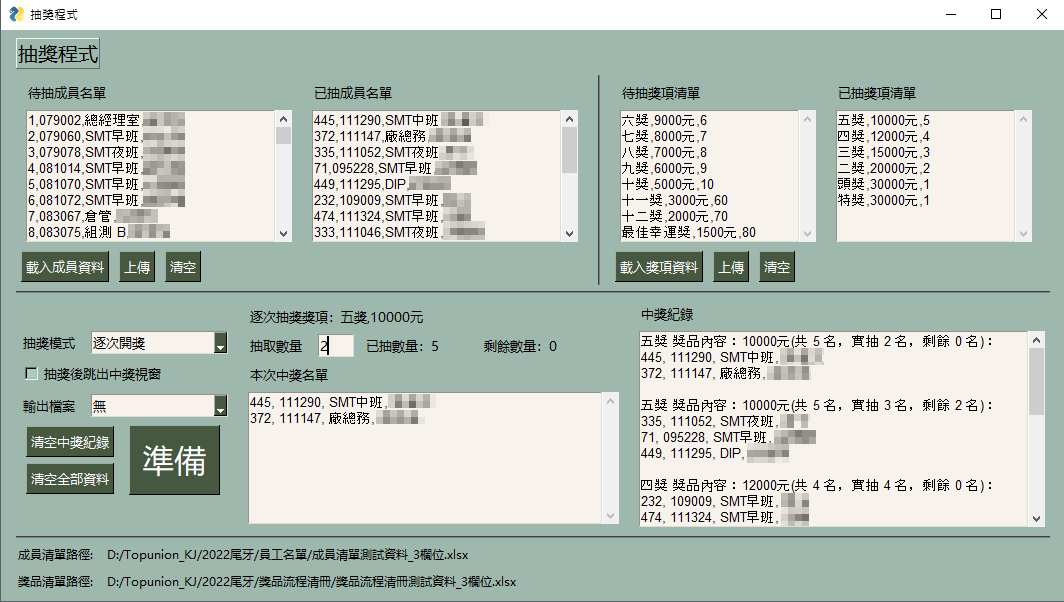 抽獎程式
抽獎程式
待抽成員名單
1,079002,總經理室,
2,079060,SMT早班,
3,079078,SMT夜班,
4,081014,SMT早班,
5,081070,SMT早班,
6,081072,SMT早班,
7,083067,倉管,
8,083075,組測 B,
載入成員資料 上傳 清空
已抽成員名單
445,111290,SMT中班
372,111147,廠總務,
335,111052,SMT夜班
71,095228,SMT早班
449,111295,DIP,
232,109009,SMT早班,
474,111324,SMT早班,
333,111046,SMT夜班,
待抽獎項清單
六獎,9000元,6
七獎,8000元,7
八獎,7000元,8
九獎,6000元,9
十獎,5000元,10
十一獎,3000元,60
十二獎,2000元,70
最佳幸運獎,1500元,80
載入獎項資料 上傳 清空
已抽獎項清單
五獎,10000元,5
四獎,12000元,4
三獎,15000元,3
二獎,20000元,2
頭獎,30000元,1
特獎,30000元,1
抽獎模式 逐次開獎
抽獎後跳出中獎視窗
輸出檔案 無
清空中獎紀錄
清空全部資料
準備
逐次抽獎獎項: 五獎,10000元
抽取數量 2 已抽數量: 5 剩餘數量: 0
本次中獎名單
445, 111290, SMT中班,
372, 111147, 廠總務,
中獎紀錄
五獎 獎品內容：10000元(共 5 名，實抽 2 名，剩餘 0 名)：
445, 111290, SMT中班,
372, 111147, 廠總務,
五獎 獎品內容：10000元(共 5 名，實抽 3 名，剩餘 2 名)：
335, 111052, SMT夜班,
71, 095228, SMT早班,
449, 111295, DIP,
四獎 獎品內容：12000元(共 4 名，實抽 4 名，剩餘 0 名)：
232, 109009, SMT早班,
474, 111324, SMT早班,
成員清單路徑: D:/Topunion_KJ/2022尾牙/員工名單/成員清單測試資料_3欄位.xlsx
獎品清單路徑: D:/Topunion_KJ/2022尾牙/獎品流程清冊/獎品流程清冊測試資料_3欄位.xlsx